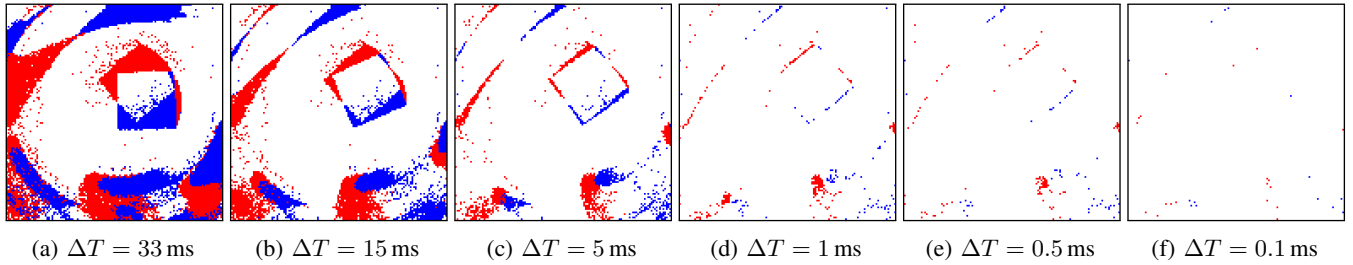 (a) ΔT = 33 ms (b) ΔT = 15 ms (c) ΔT = 5 ms (d) ΔT = 1 ms (e) ΔT = 0.5 ms (f) ΔT = 0.1 ms